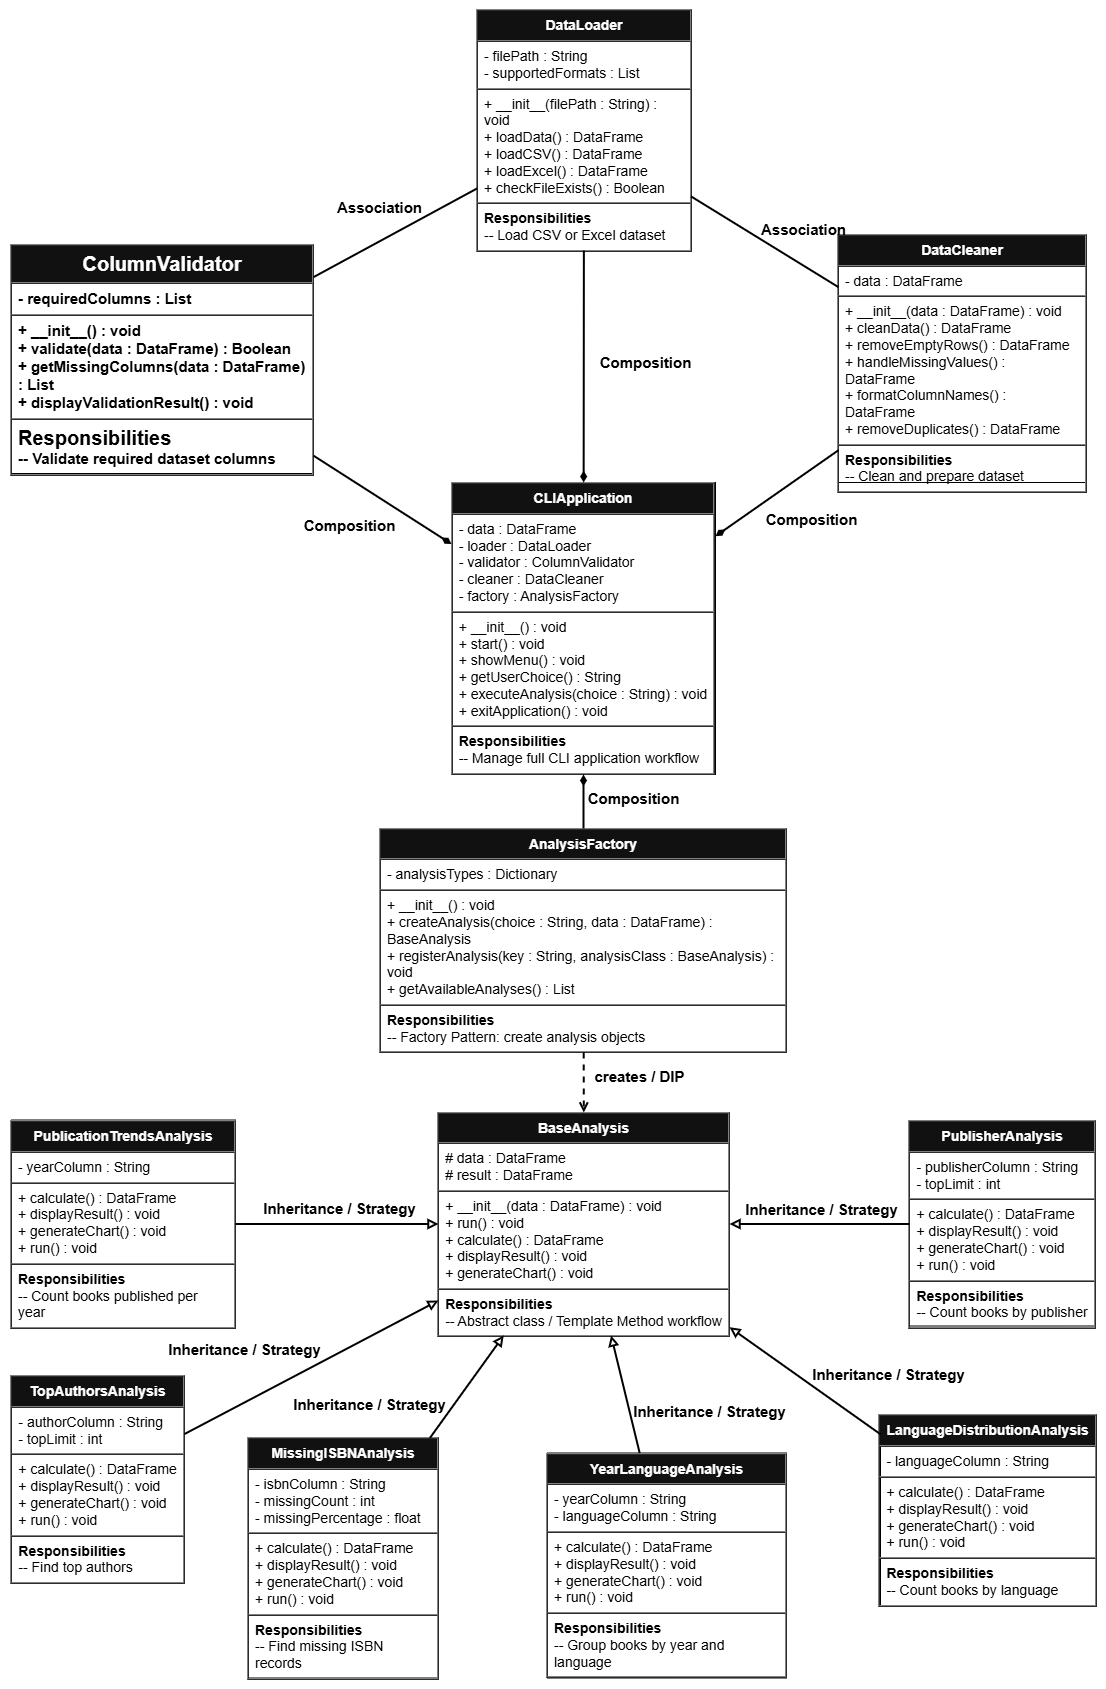 DataLoader
- filePath : String
- supportedFormats : List
+ __init__(filePath : String) :
void
+ loadData() : DataFrame
+ loadCSV() : DataFrame
+ loadExcel() : DataFrame
+ checkFileExists() : Boolean
Responsibilities
-- Load CSV or Excel dataset
Association
Association
ColumnValidator
- requiredColumns : List
+ __init__() : void
+ validate(data : DataFrame) : Boolean
+ getMissingColumns(data : DataFrame)
: List
+ displayValidationResult() : void
Responsibilities
-- Validate required dataset columns
DataCleaner
- data : DataFrame
+ __init__(data : DataFrame) : void
+ cleanData() : DataFrame
+ removeEmptyRows() : DataFrame
+ handleMissingValues() :
DataFrame
+ formatColumnNames() :
DataFrame
+ removeDuplicates() : DataFrame
Responsibilities
-- Clean and prepare dataset
Composition
Composition
Composition
CLIApplication
- data : DataFrame
- loader : DataLoader
- validator : ColumnValidator
- cleaner : DataCleaner
- factory : AnalysisFactory
+ __init__() : void
+ start() : void
+ showMenu() : void
+ getUserChoice() : String
+ executeAnalysis(choice : String) : void
+ exitApplication() : void
Responsibilities
-- Manage full CLI application workflow
Composition
AnalysisFactory
- analysisTypes : Dictionary
+ __init__() : void
+ createAnalysis(choice : String, data : DataFrame) :
BaseAnalysis
+ registerAnalysis(key : String, analysisClass : BaseAnalysis) :
void
+ getAvailableAnalyses() : List
Responsibilities
-- Factory Pattern: create analysis objects
creates / DIP
PublicationTrendsAnalysis
- yearColumn : String
+ calculate() : DataFrame
+ displayResult() : void
+ generateChart() : void
+ run() : void
Responsibilities
-- Count books published per
year
Inheritance / Strategy
BaseAnalysis
# data : DataFrame
# result : DataFrame
+ __init__(data : DataFrame) : void
+ run() : void
+ calculate() : DataFrame
+ displayResult() : void
+ generateChart() : void
Responsibilities
-- Abstract class / Template Method workflow
Inheritance / Strategy
PublisherAnalysis
- publisherColumn : String
- topLimit : int
+ calculate() : DataFrame
+ displayResult() : void
+ generateChart() : void
+ run() : void
Responsibilities
-- Count books by publisher
Inheritance / Strategy
Inheritance / Strategy
Inheritance / Strategy
Inheritance / Strategy
TopAuthorsAnalysis
- authorColumn : String
- topLimit : int
+ calculate() : DataFrame
+ displayResult() : void
+ generateChart() : void
+ run() : void
Responsibilities
-- Find top authors
MissingISBNAnalysis
- isbnColumn : String
- missingCount : int
- missingPercentage : float
+ calculate() : DataFrame
+ displayResult() : void
+ generateChart() : void
+ run() : void
Responsibilities
-- Find missing ISBN
records
YearLanguageAnalysis
- yearColumn : String
- languageColumn : String
+ calculate() : DataFrame
+ displayResult() : void
+ generateChart() : void
+ run() : void
Responsibilities
-- Group books by year and
language
LanguageDistributionAnalysis
- languageColumn : String
+ calculate() : DataFrame
+ displayResult() : void
+ generateChart() : void
+ run() : void
Responsibilities
-- Count books by language